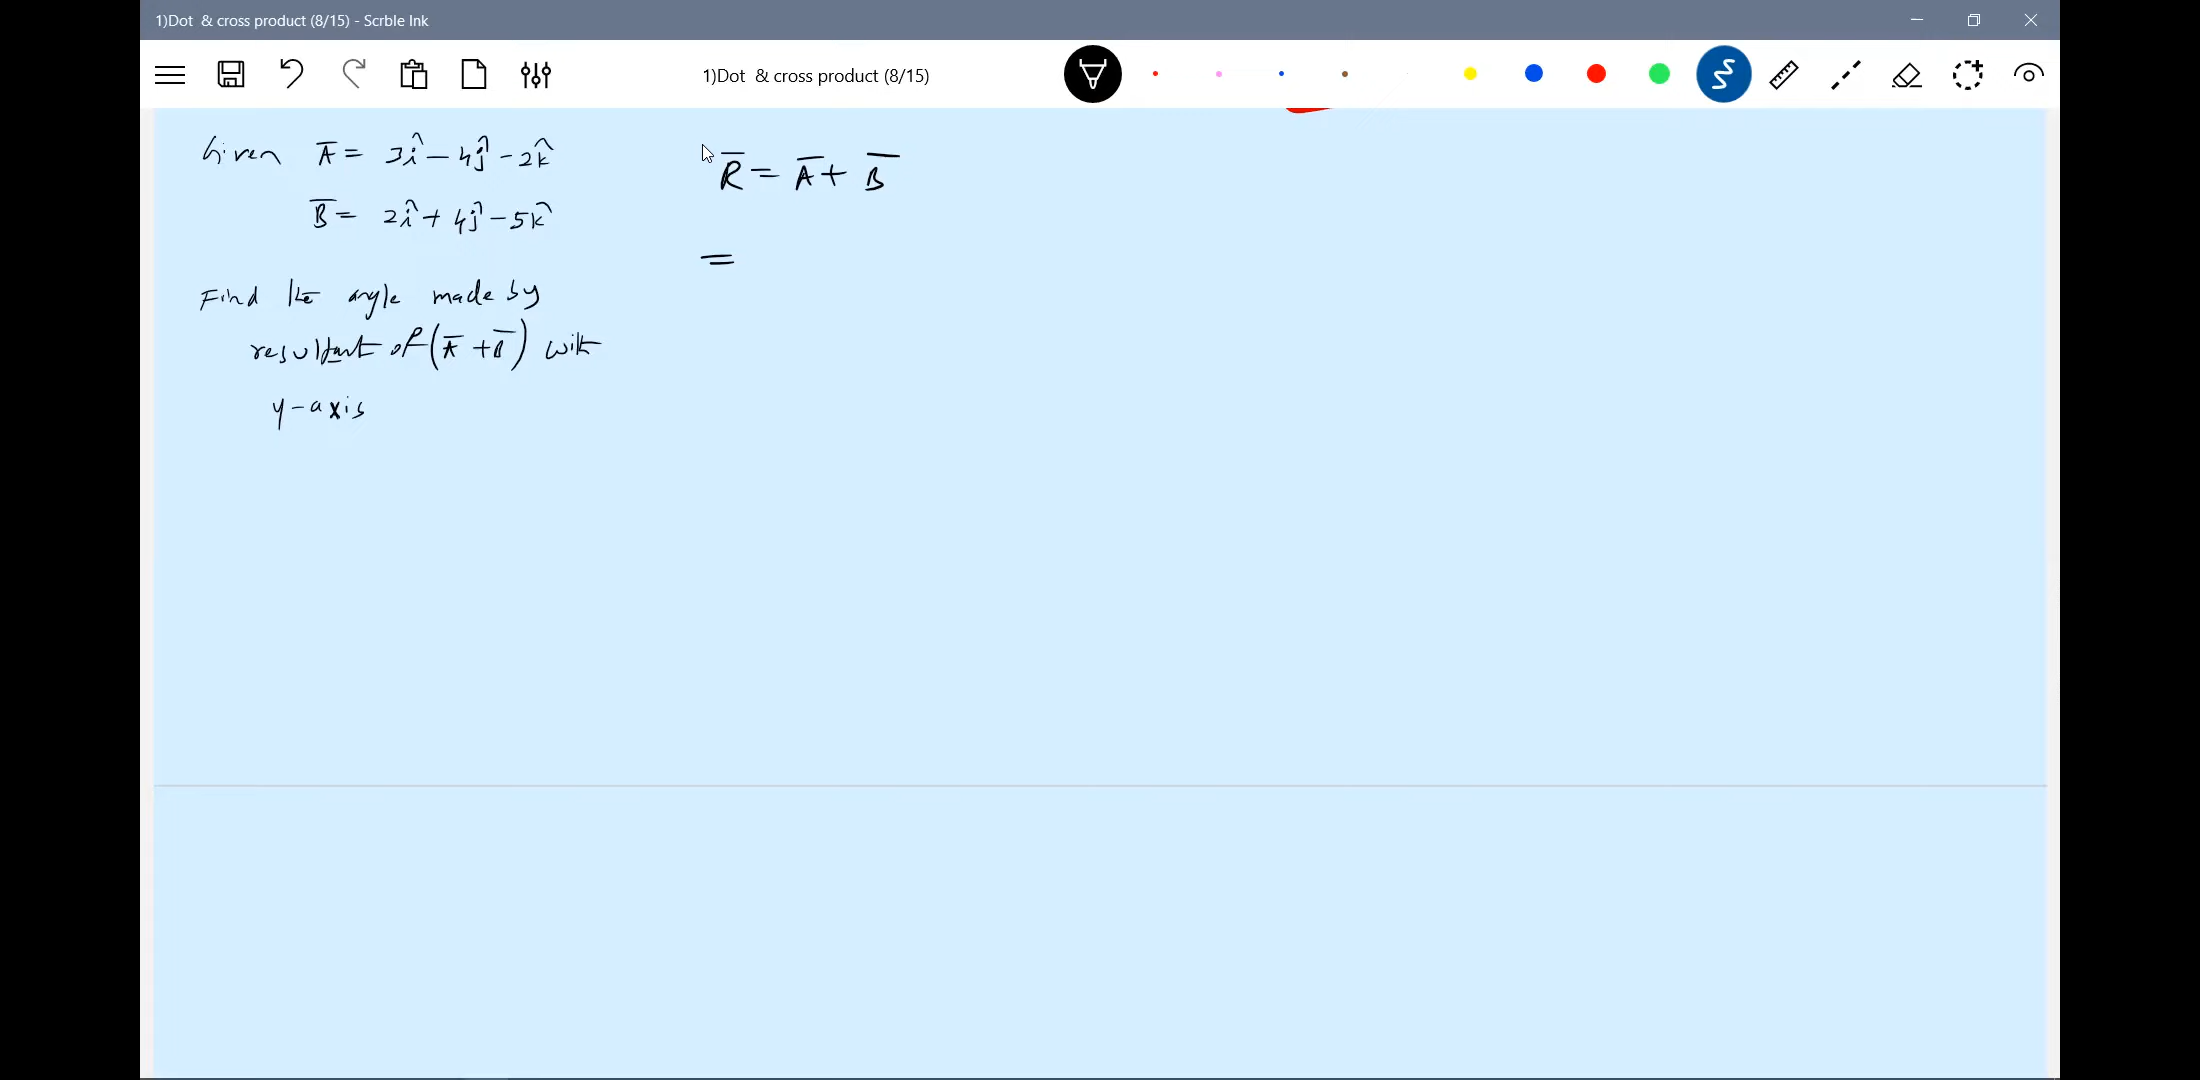 1)Dot & cross product (8/15) - Scrble Ink
1)Dot & cross product (8/15)
Given A̅ = 3î - 4ĵ - 2k̂
B̅ = 2î + 4ĵ - 5k̂
Find the angle made by
resultant of (A̅ + B̅) with
y-axis
R̅ = A̅ + B̅
=